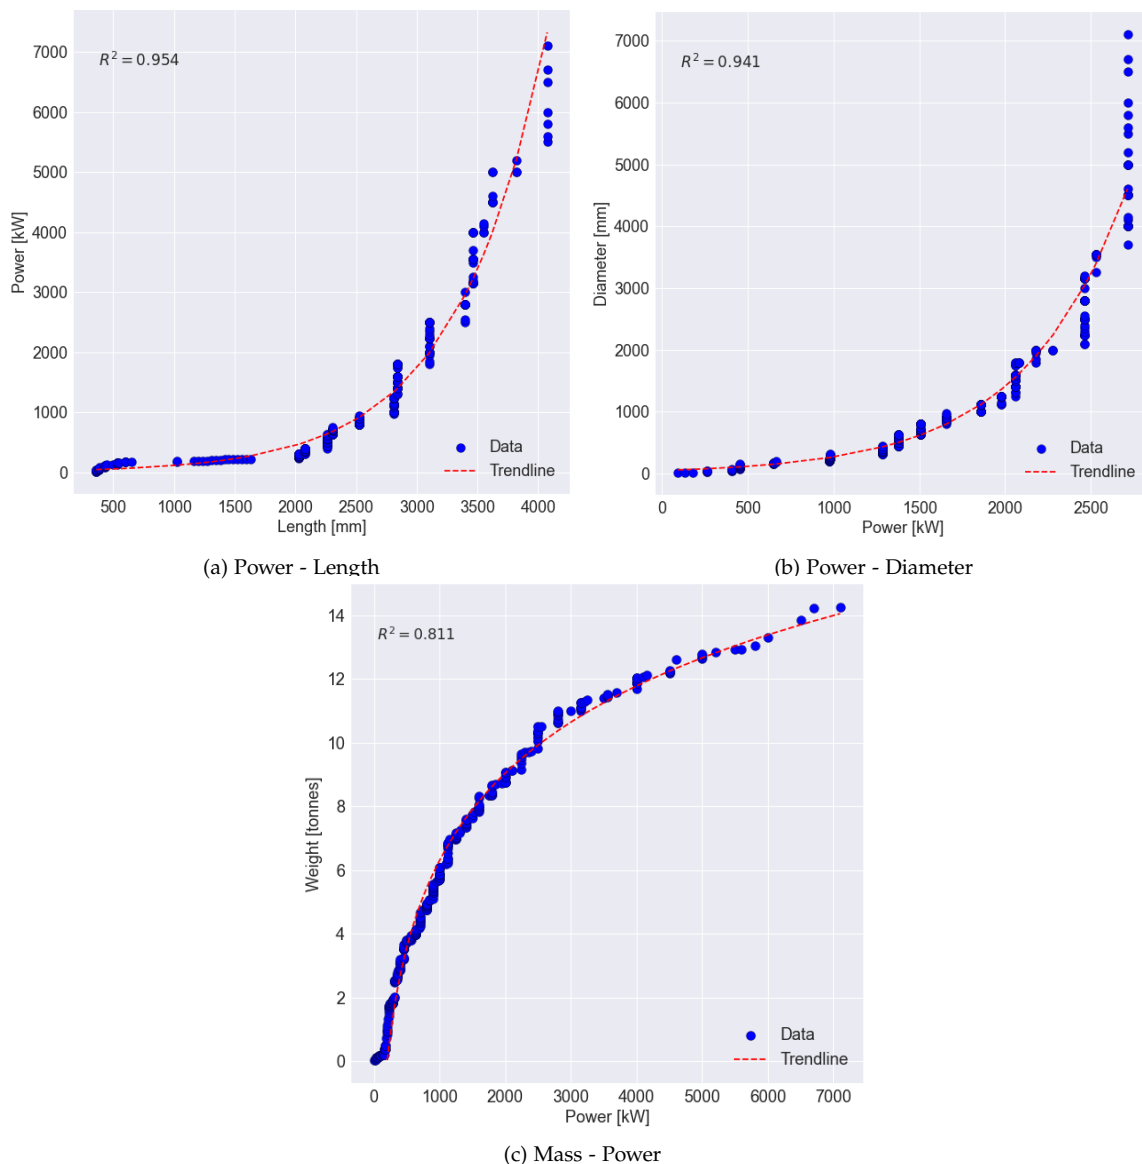 R² = 0.954
7000
6000
5000
4000
3000
2000
1000
0
Power [kW]
Data
Trendline
500 1000 1500 2000 2500 3000 3500 4000
Length [mm]
(a) Power - Length
R² = 0.941
7000
6000
5000
4000
3000
2000
1000
0
Diameter [mm]
Data
Trendline
0 500 1000 1500 2000 2500
Power [kW]
(b) Power - Diameter
R² = 0.811
14
12
10
8
6
4
2
0
Weight [tonnes]
Data
Trendline
0 1000 2000 3000 4000 5000 6000 7000
Power [kW]
(c) Mass - Power